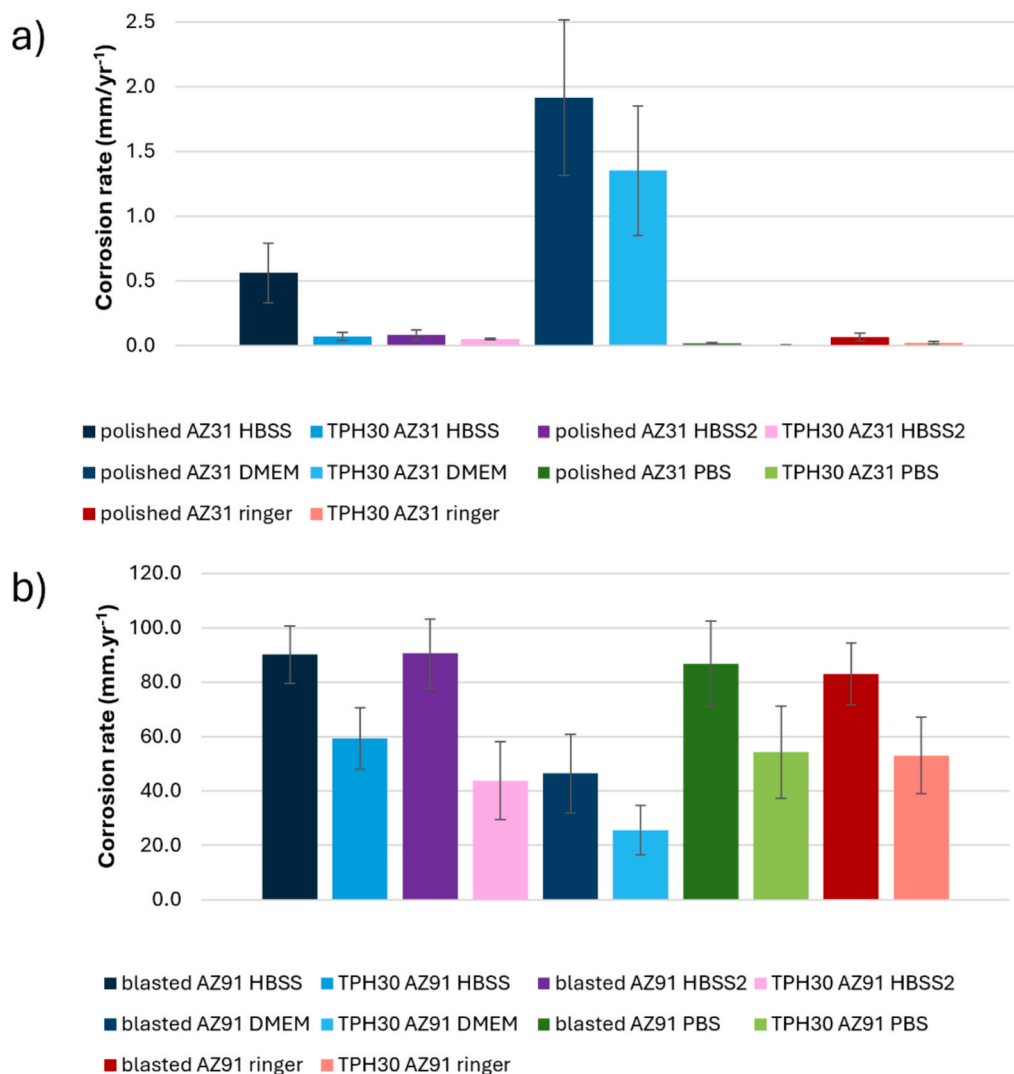 a)
Corrosion rate (mm/yr⁻¹)
2.5
2.0
1.5
1.0
0.5
0.0
polished AZ31 HBSS TPH30 AZ31 HBSS polished AZ31 HBSS2 TPH30 AZ31 HBSS2
polished AZ31 DMEM TPH30 AZ31 DMEM polished AZ31 PBS TPH30 AZ31 PBS
polished AZ31 ringer TPH30 AZ31 ringer
b)
Corrosion rate (mm.yr⁻¹)
120.0
100.0
80.0
60.0
40.0
20.0
0.0
blasted AZ91 HBSS TPH30 AZ91 HBSS blasted AZ91 HBSS2 TPH30 AZ91 HBSS2
blasted AZ91 DMEM TPH30 AZ91 DMEM blasted AZ91 PBS TPH30 AZ91 PBS
blasted AZ91 ringer TPH30 AZ91 ringer